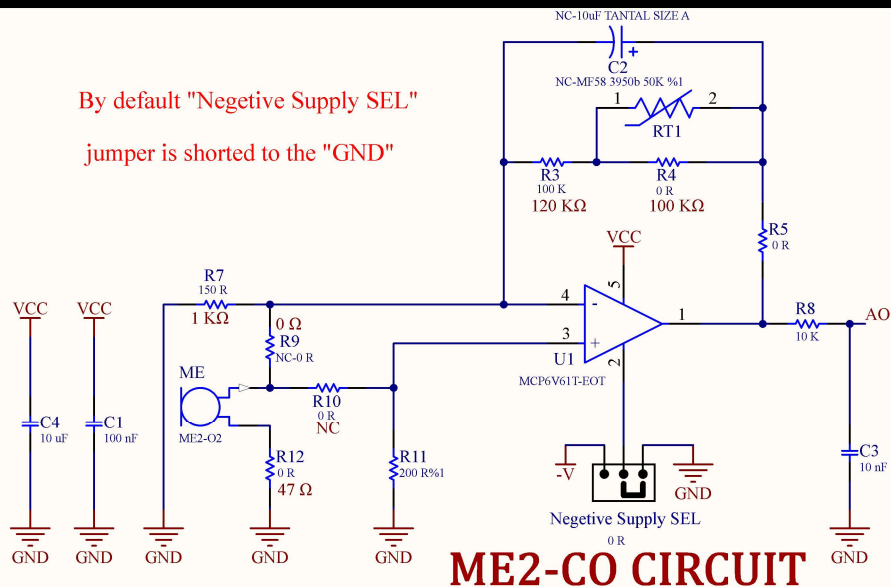 NC-10uF TANTAL SIZE A
C2
NC-MF58 3950b 50K %1
1
2
RT1
By default "Negetive Supply SEL"
jumper is shorted to the "GND"
R3
100 K
120 KΩ
R4
0 R
100 KΩ
R5
0 R
VCC
5
4
-
3
+
1
2
U1
MCP6V61T-EOT
R8
10 K
AO
R7
150 R
1 KΩ
0 Ω
R9
NC-0 R
VCC
VCC
ME
ME2-O2
R10
0 R
NC
C4
10 uF
C1
100 nF
R12
0 R
47 Ω
R11
200 R%1
C3
10 nF
-V
GND
Negetive Supply SEL
0 R
GND
GND
GND
GND
GND
GND
ME2-CO CIRCUIT